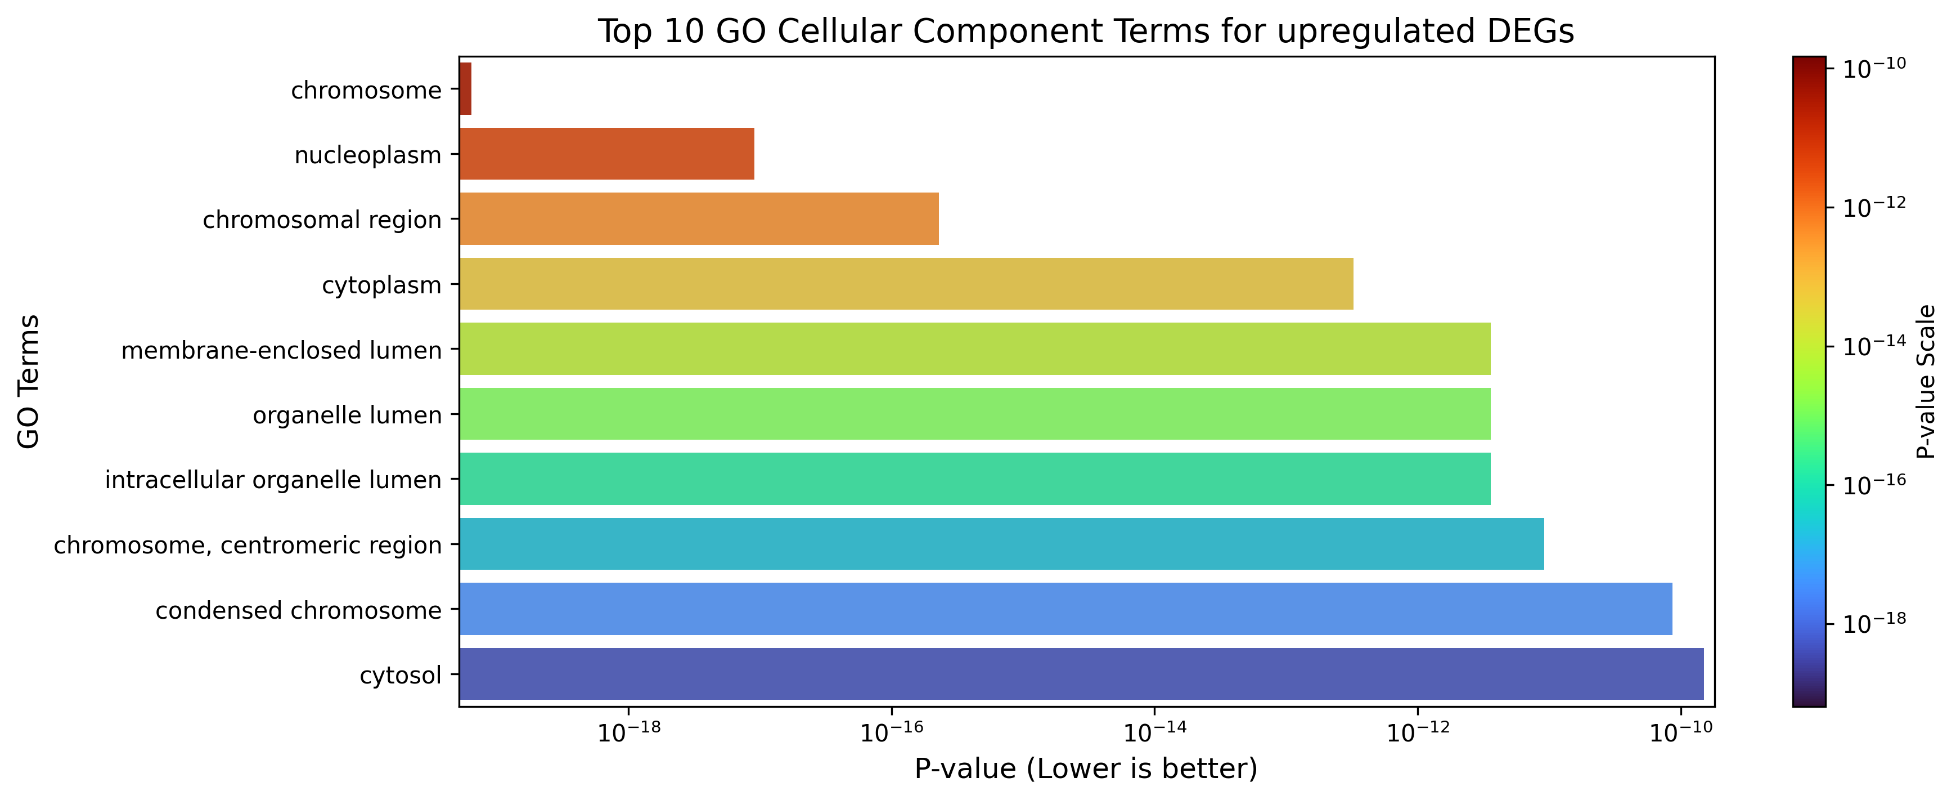 Top 10 GO Cellular Component Terms for upregulated DEGs
GO Terms
chromosome
nucleoplasm
chromosomal region
cytoplasm
membrane-enclosed lumen
organelle lumen
intracellular organelle lumen
chromosome, centromeric region
condensed chromosome
cytosol
10⁻¹⁸
10⁻¹⁶
10⁻¹⁴
10⁻¹²
10⁻¹⁰
P-value (Lower is better)
10⁻¹⁰
10⁻¹²
10⁻¹⁴
10⁻¹⁶
10⁻¹⁸
P-value Scale